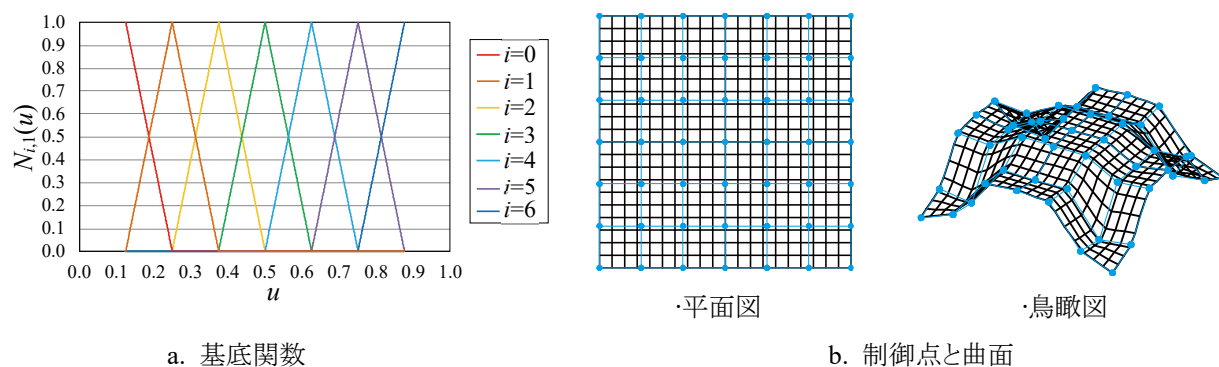 1.0
0.9
0.8
0.7
0.6
0.5
0.4
0.3
0.2
0.1
0.0
N_{i,1}(u)
0.0 0.1 0.2 0.3 0.4 0.5 0.6 0.7 0.8 0.9 1.0
u
i=0
i=1
i=2
i=3
i=4
i=5
i=6
・平面図
・鳥瞰図
a. 基底関数
b. 制御点と曲面